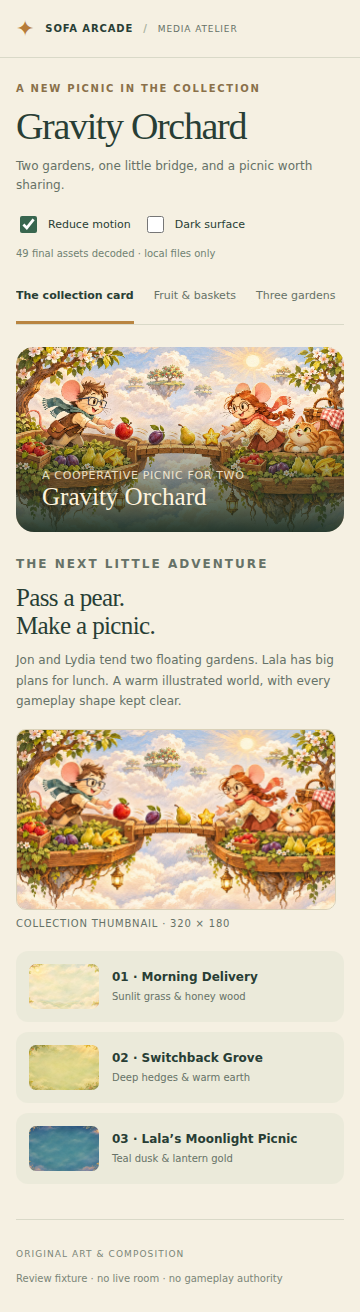 SOFA ARCADE / MEDIA ATELIER
A NEW PICNIC IN THE COLLECTION
Gravity Orchard
Two gardens, one little bridge, and a picnic worth
sharing.
Reduce motion Dark surface
49 final assets decoded · local files only
The collection card Fruit & baskets Three gardens
A COOPERATIVE PICNIC FOR TWO
Gravity Orchard
THE NEXT LITTLE ADVENTURE
Pass a pear.
Make a picnic.
Jon and Lydia tend two floating gardens. Lala has big
plans for lunch. A warm illustrated world, with every
gameplay shape kept clear.
COLLECTION THUMBNAIL · 320 × 180
01 · Morning Delivery
Sunlit grass & honey wood
02 · Switchback Grove
Deep hedges & warm earth
03 · Lala’s Moonlight Picnic
Teal dusk & lantern gold
ORIGINAL ART & COMPOSITION
Review fixture · no live room · no gameplay authority